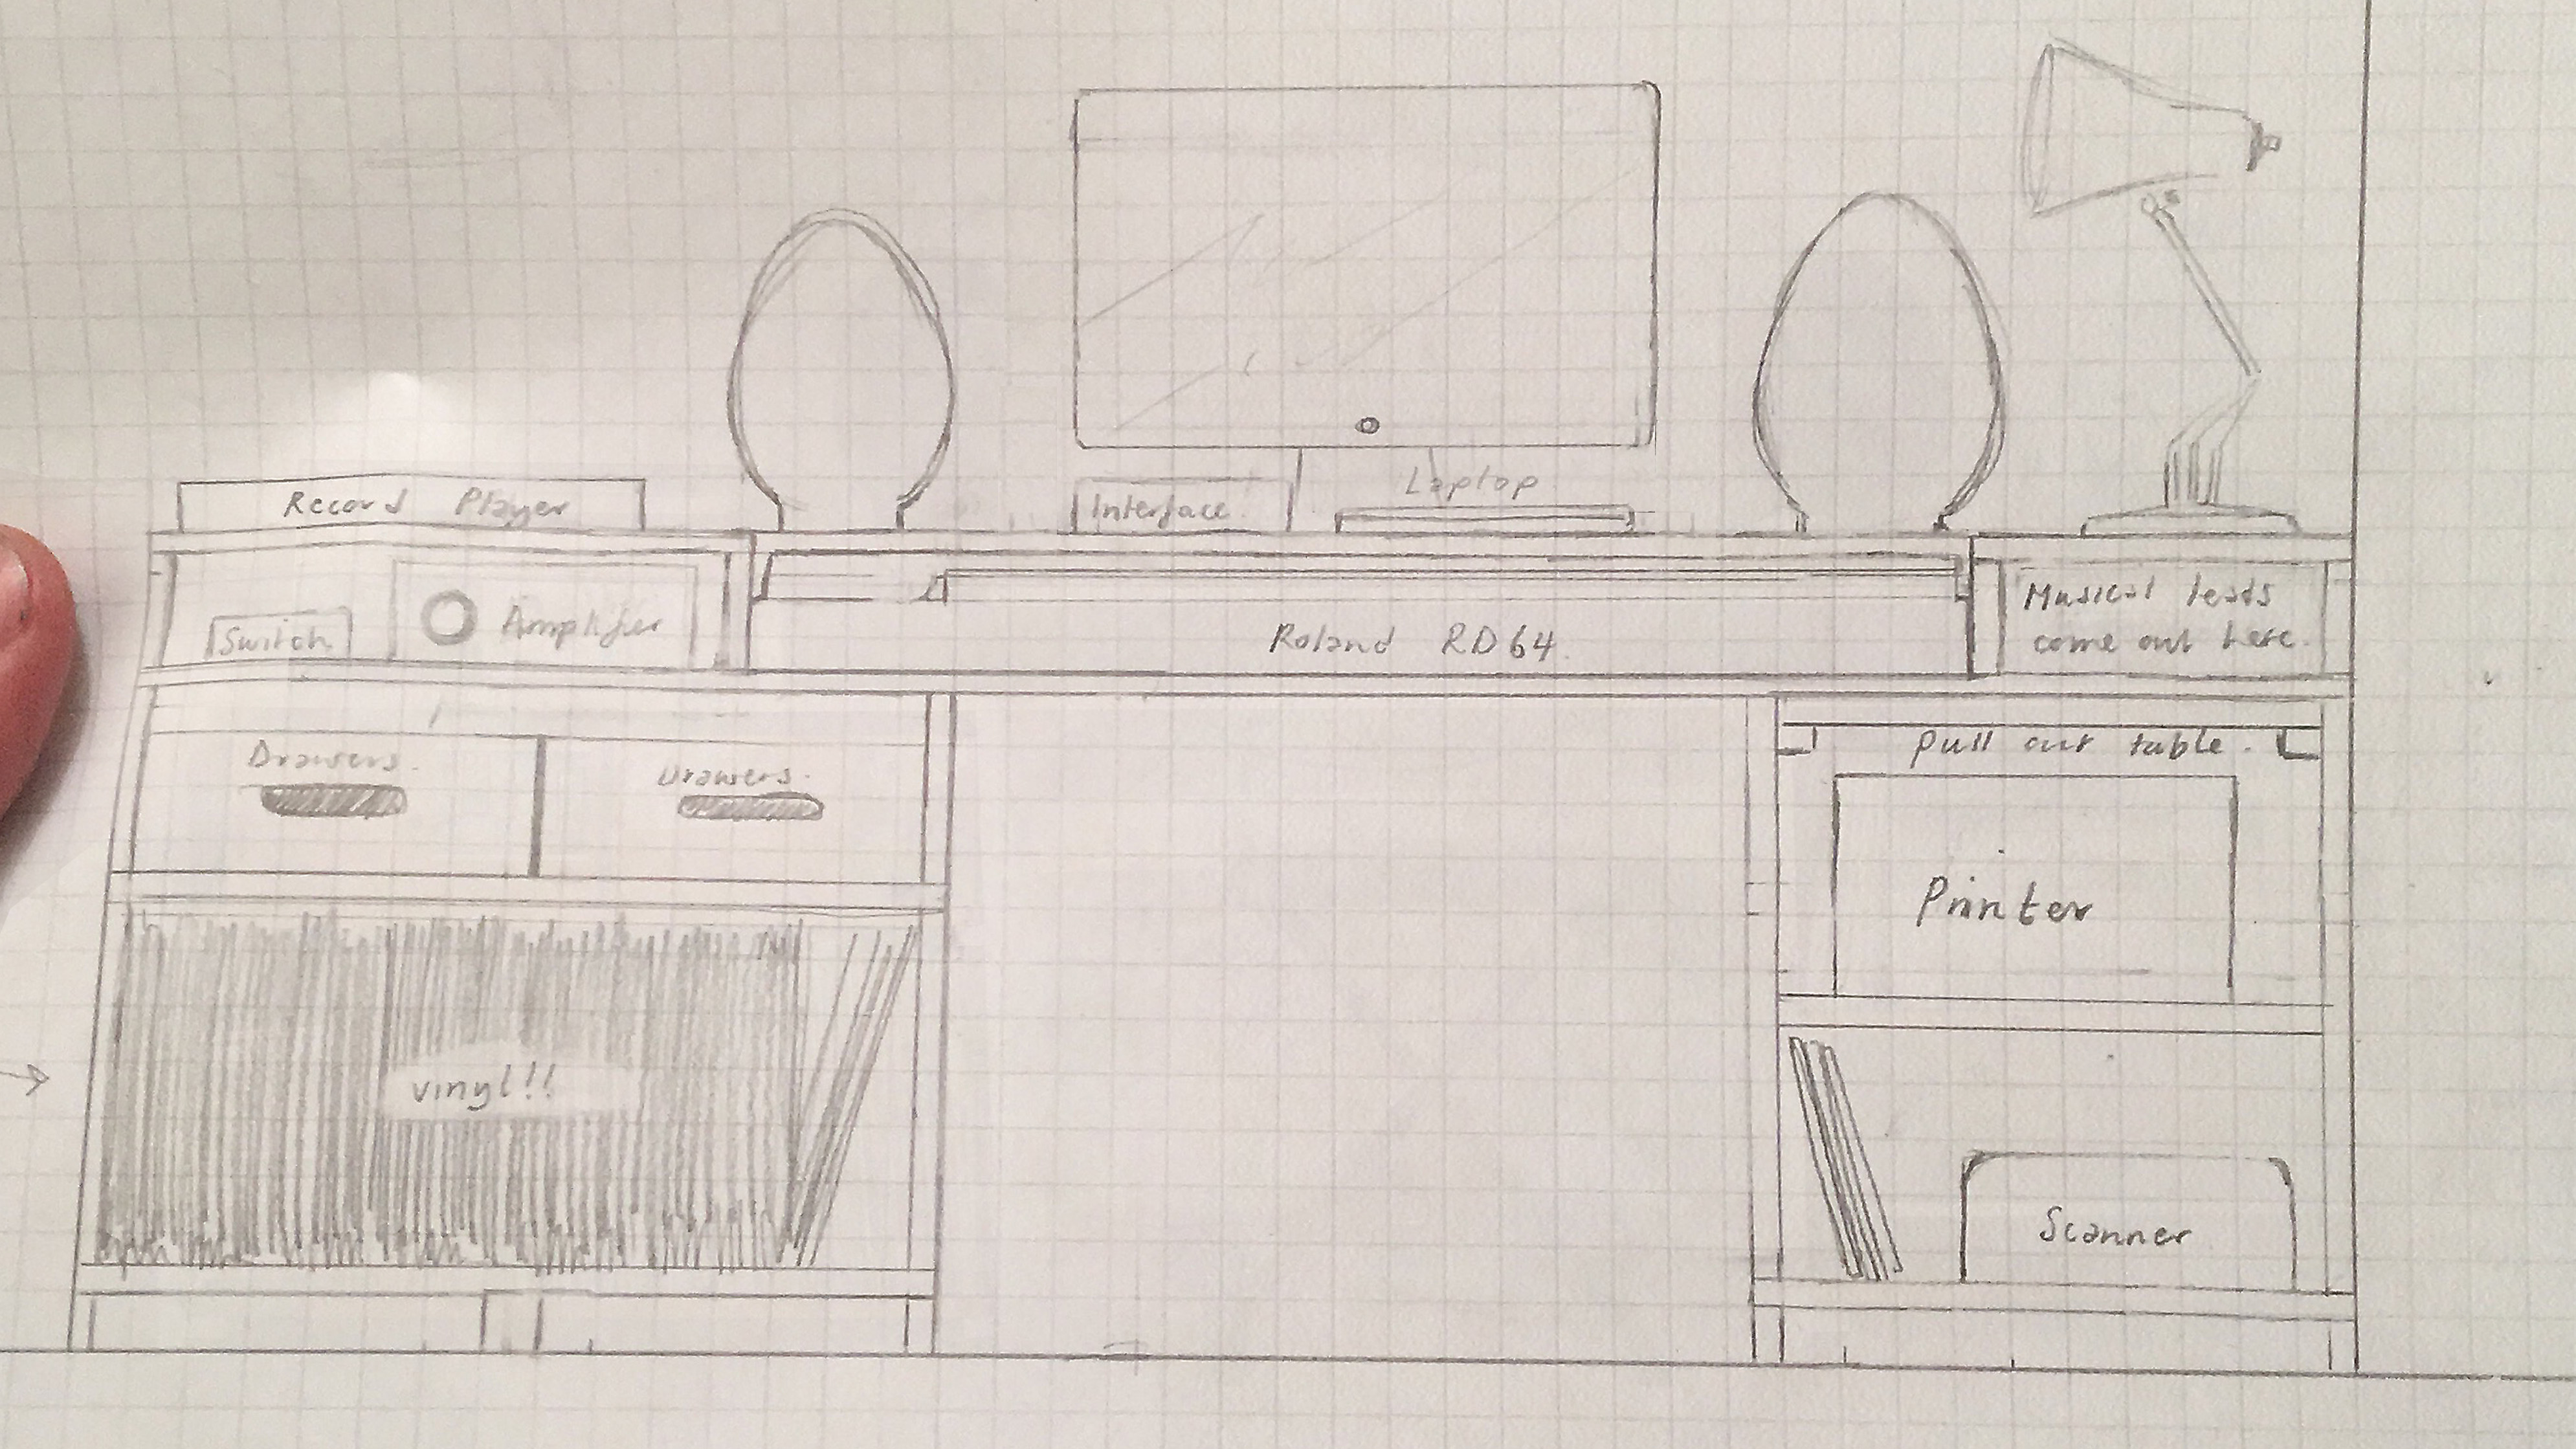 Record Player
Interface
Laptop
Switch
Amplifier
Roland RD64.
Musical leads
come out here.
Drawers.
Drawers.
Pull out table.
Printer
vinyl!!
Scanner